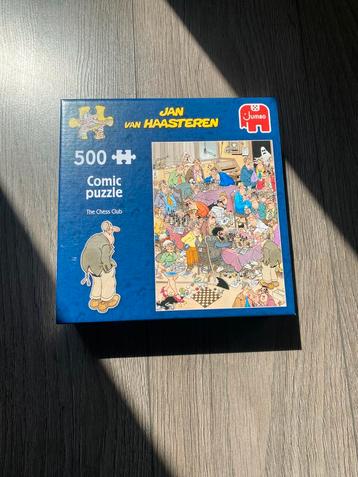 JAN
VAN HAASTEREN
Jumbo
500
Comic
puzzle
The Chess Club